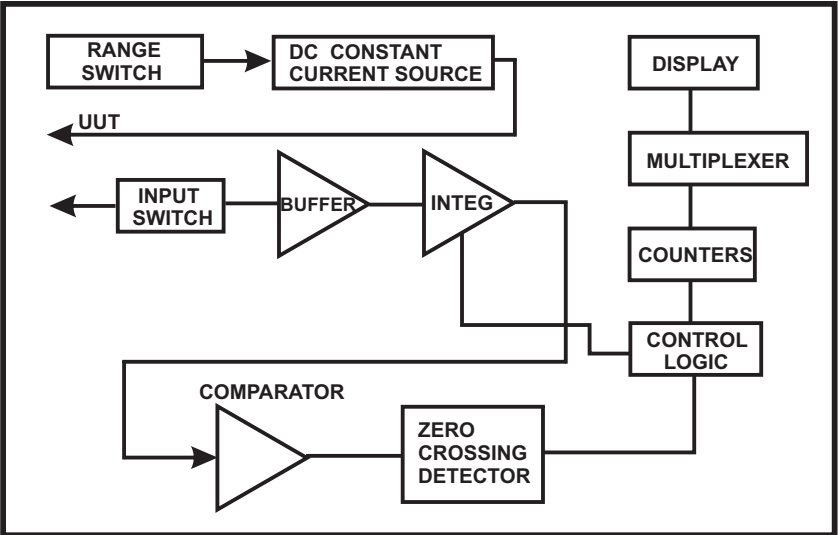 RANGE
SWITCH
DC CONSTANT
CURRENT SOURCE
DISPLAY
UUT
MULTIPLEXER
INPUT
SWITCH
BUFFER
INTEG
COUNTERS
CONTROL
LOGIC
COMPARATOR
ZERO
CROSSING
DETECTOR